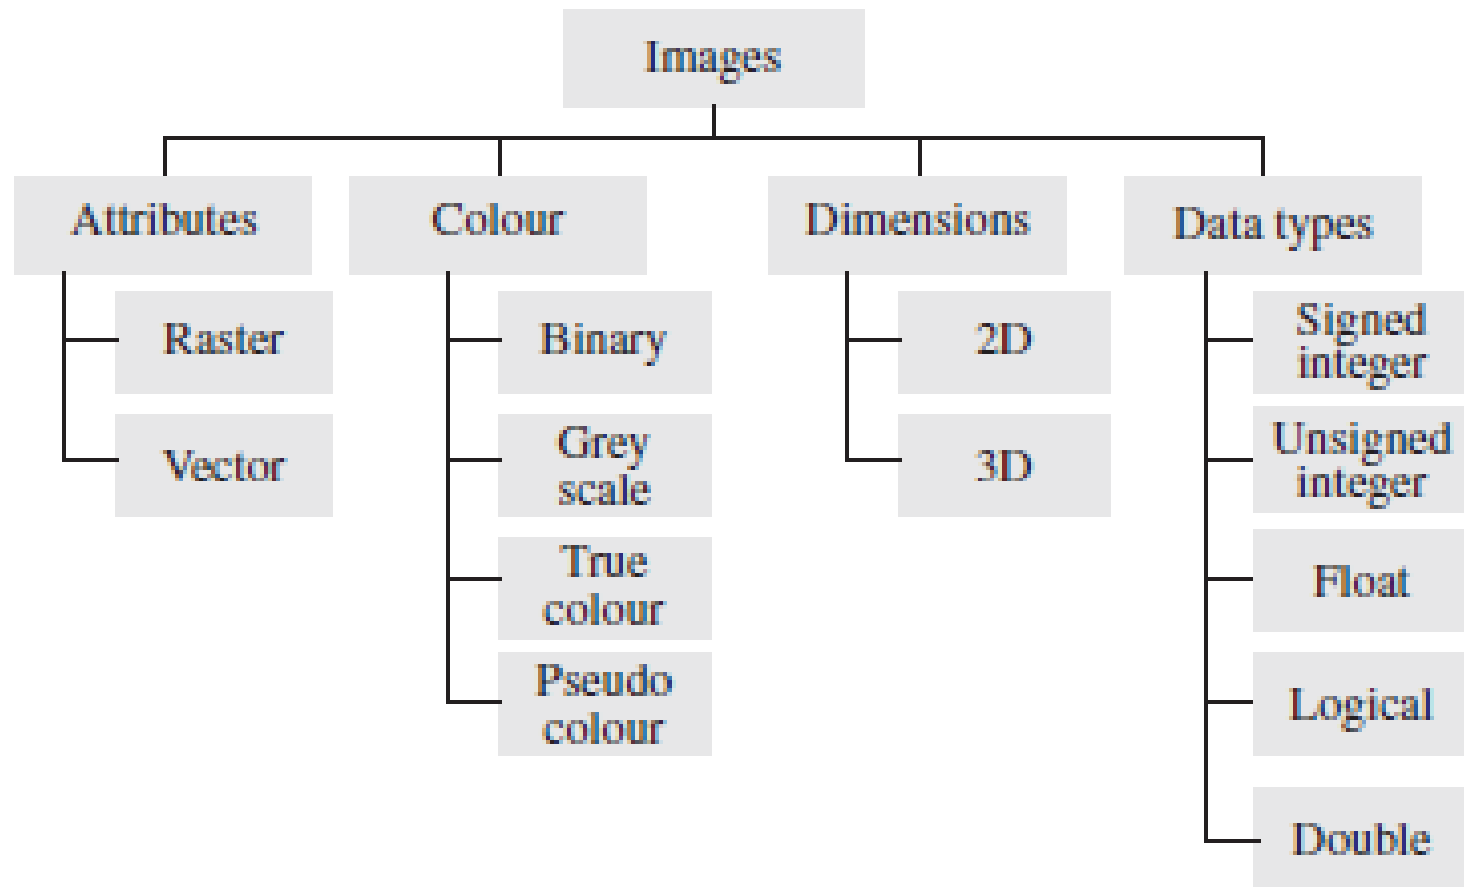 Images
Attributes
Raster
Vector
Colour
Binary
Grey
scale
True
colour
Pseudo
colour
Dimensions
2D
3D
Data types
Signed
integer
Unsigned
integer
Float
Logical
Double